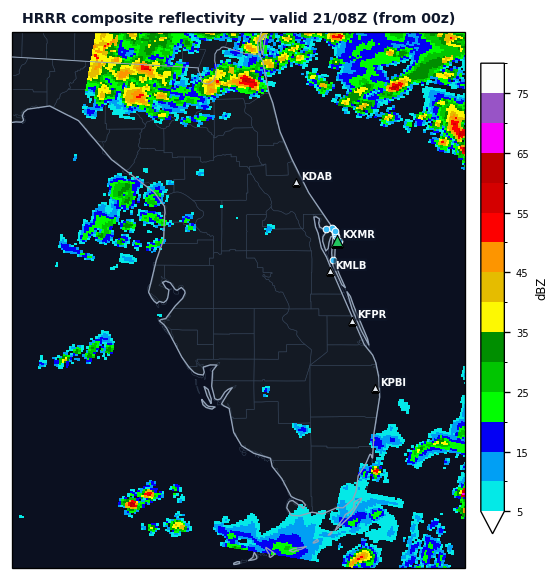 HRRR composite reflectivity — valid 21/08Z (from 00z)
KDAB
KXMR
KMLB
KFPR
KPBI
75
65
55
45
35
25
15
5
dBZ